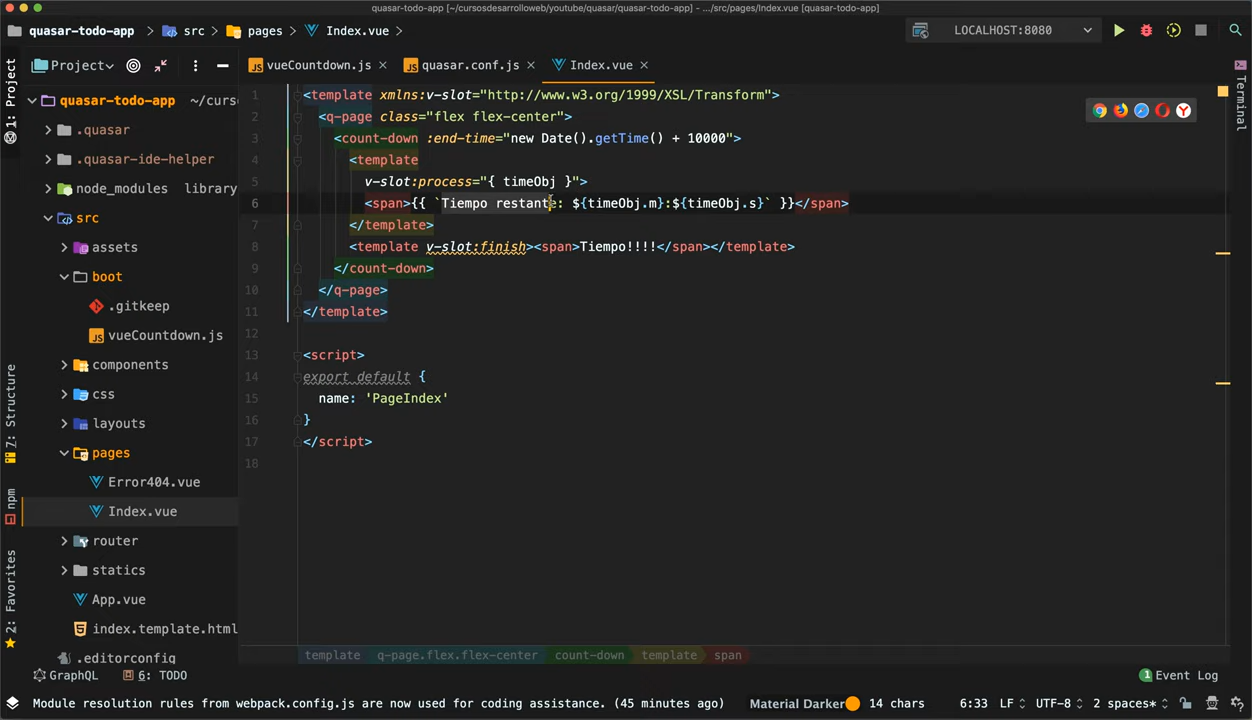 quasar-todo-app [~/cursosdesarrolloweb/youtube/quasar/quasar-todo-app] - .../src/pages/Index.vue [quasar-todo-app]
quasar-todo-app src pages Index.vue LOCALHOST:8080
1: Project
Project
vueCountdown.js quasar.conf.js Index.vue
Terminal
quasar-todo-app ~/curso
.quasar
.quasar-ide-helper
node_modules library
src
assets
boot
.gitkeep
vueCountdown.js
components
css
layouts
pages
Error404.vue
Index.vue
router
statics
App.vue
index.template.html
.editorconfig
7: Structure
npm
2: Favorites
1 <template xmlns:v-slot="http://www.w3.org/1999/XSL/Transform">
2 <q-page class="flex flex-center">
3 <count-down :end-time="new Date().getTime() + 10000">
4 <template
5 v-slot:process="{ timeObj }">
6 <span>{{ `Tiempo restante: ${timeObj.m}:${timeObj.s}` }}</span>
7 </template>
8 <template v-slot:finish><span>Tiempo!!!!</span></template>
9 </count-down>
10 </q-page>
11 </template>
12
13 <script>
14 export default {
15 name: 'PageIndex'
16 }
17 </script>
18
template q-page.flex.flex-center count-down template span
GraphQL 6: TODO 1 Event Log
Module resolution rules from webpack.config.js are now used for coding assistance. (45 minutes ago) Material Darker 14 chars 6:33 LF UTF-8 2 spaces*